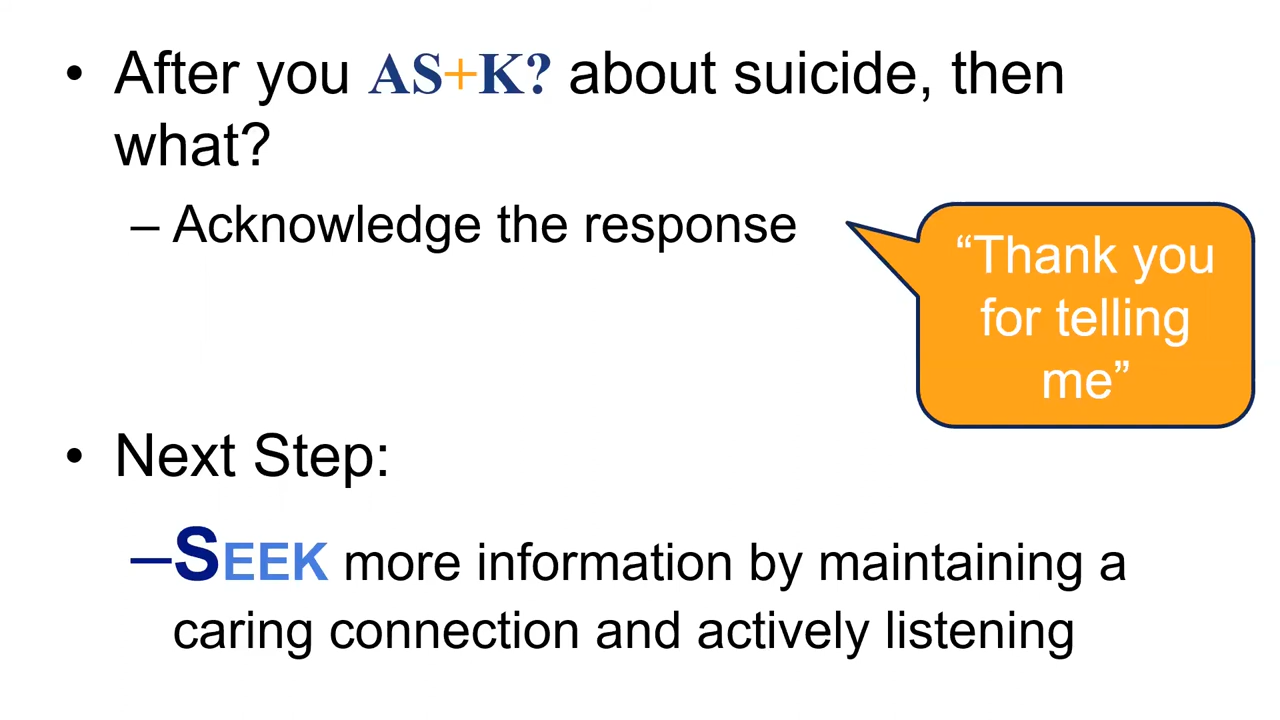 • After you AS+K? about suicide, then
what?
– Acknowledge the response
“Thank you
for telling
me”
• Next Step:
–SEEK more information by maintaining a
caring connection and actively listening